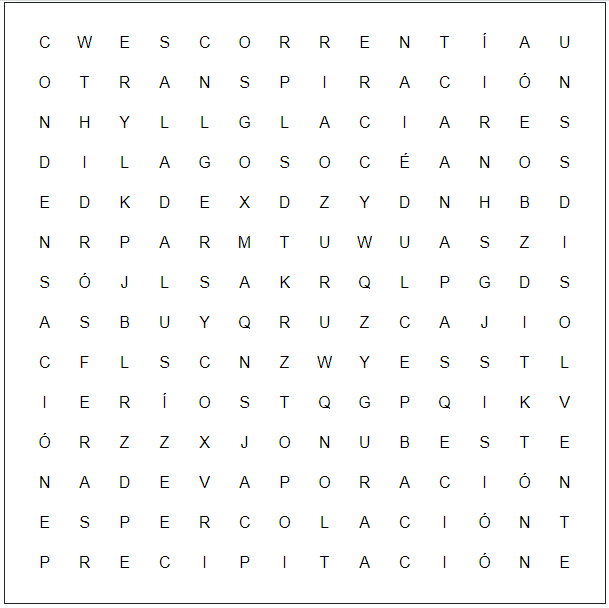 C W E S C O R R E N T Í A U
O T R A N S P I R A C I Ó N
N H Y L L G L A C I A R E S
D I L A G O S O C É A N O S
E D K D E X D Z Y D N H B D
N R P A R M T U W U A S Z I
S Ó J L S A K R Q L P G D S
A S B U Y Q R U Z C A J I O
C F L S C N Z W Y E S S T L
I E R Í O S T Q G P Q I K V
Ó R Z Z X J O N U B E S T E
N A D E V A P O R A C I Ó N
E S P E R C O L A C I Ó N T
P R E C I P I T A C I Ó N E